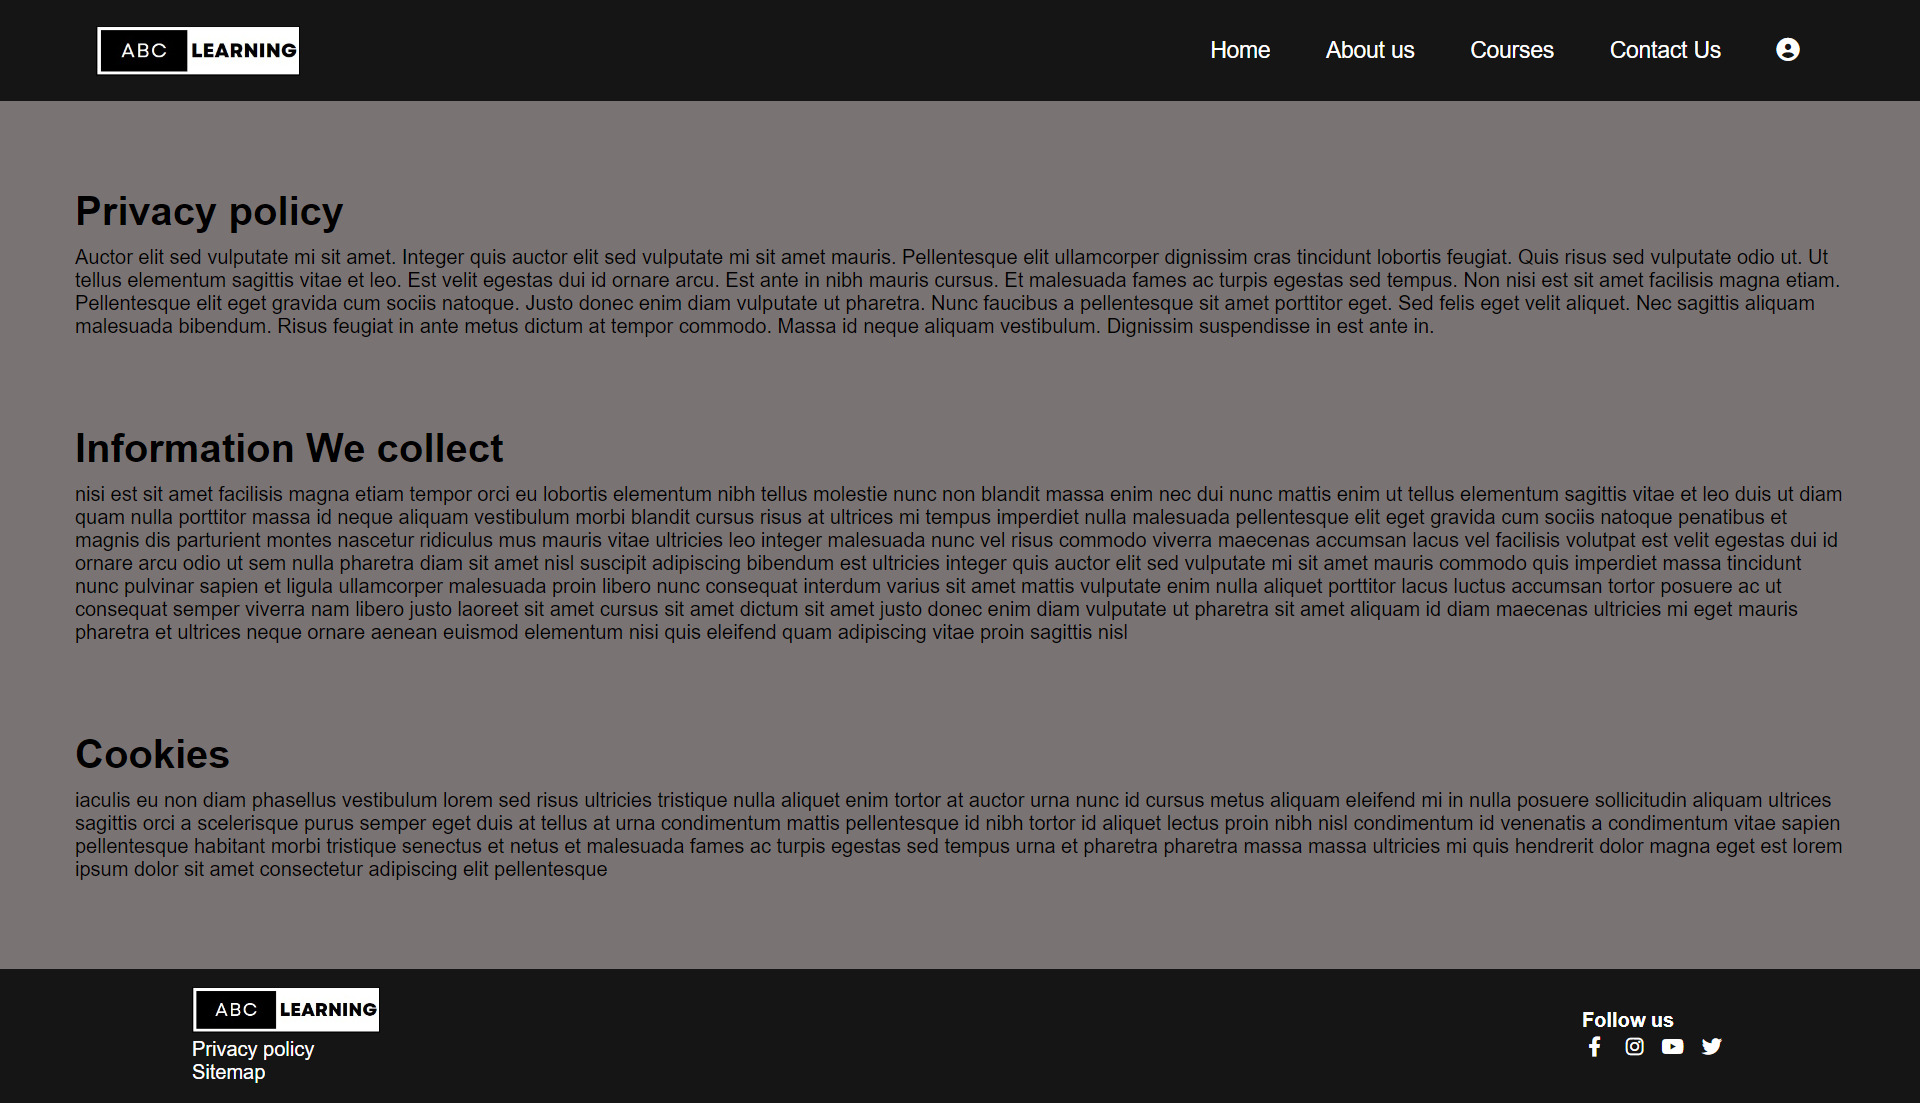 ABC LEARNING
Home About us Courses Contact Us
Privacy policy
Auctor elit sed vulputate mi sit amet. Integer quis auctor elit sed vulputate mi sit amet mauris. Pellentesque elit ullamcorper dignissim cras tincidunt lobortis feugiat. Quis risus sed vulputate odio ut. Ut
tellus elementum sagittis vitae et leo. Est velit egestas dui id ornare arcu. Est ante in nibh mauris cursus. Et malesuada fames ac turpis egestas sed tempus. Non nisi est sit amet facilisis magna etiam.
Pellentesque elit eget gravida cum sociis natoque. Justo donec enim diam vulputate ut pharetra. Nunc faucibus a pellentesque sit amet porttitor eget. Sed felis eget velit aliquet. Nec sagittis aliquam
malesuada bibendum. Risus feugiat in ante metus dictum at tempor commodo. Massa id neque aliquam vestibulum. Dignissim suspendisse in est ante in.
Information We collect
nisi est sit amet facilisis magna etiam tempor orci eu lobortis elementum nibh tellus molestie nunc non blandit massa enim nec dui nunc mattis enim ut tellus elementum sagittis vitae et leo duis ut diam
quam nulla porttitor massa id neque aliquam vestibulum morbi blandit cursus risus at ultrices mi tempus imperdiet nulla malesuada pellentesque elit eget gravida cum sociis natoque penatibus et
magnis dis parturient montes nascetur ridiculus mus mauris vitae ultricies leo integer malesuada nunc vel risus commodo viverra maecenas accumsan lacus vel facilisis volutpat est velit egestas dui id
ornare arcu odio ut sem nulla pharetra diam sit amet nisl suscipit adipiscing bibendum est ultricies integer quis auctor elit sed vulputate mi sit amet mauris commodo quis imperdiet massa tincidunt
nunc pulvinar sapien et ligula ullamcorper malesuada proin libero nunc consequat interdum varius sit amet mattis vulputate enim nulla aliquet porttitor lacus luctus accumsan tortor posuere ac ut
consequat semper viverra nam libero justo laoreet sit amet cursus sit amet dictum sit amet justo donec enim diam vulputate ut pharetra sit amet aliquam id diam maecenas ultricies mi eget mauris
pharetra et ultrices neque ornare aenean euismod elementum nisi quis eleifend quam adipiscing vitae proin sagittis nisl
Cookies
iaculis eu non diam phasellus vestibulum lorem sed risus ultricies tristique nulla aliquet enim tortor at auctor urna nunc id cursus metus aliquam eleifend mi in nulla posuere sollicitudin aliquam ultrices
sagittis orci a scelerisque purus semper eget duis at tellus at urna condimentum mattis pellentesque id nibh tortor id aliquet lectus proin nibh nisl condimentum id venenatis a condimentum vitae sapien
pellentesque habitant morbi tristique senectus et netus et malesuada fames ac turpis egestas sed tempus urna et pharetra pharetra massa massa ultricies mi quis hendrerit dolor magna eget est lorem
ipsum dolor sit amet consectetur adipiscing elit pellentesque
ABC LEARNING
Privacy policy
Sitemap
Follow us